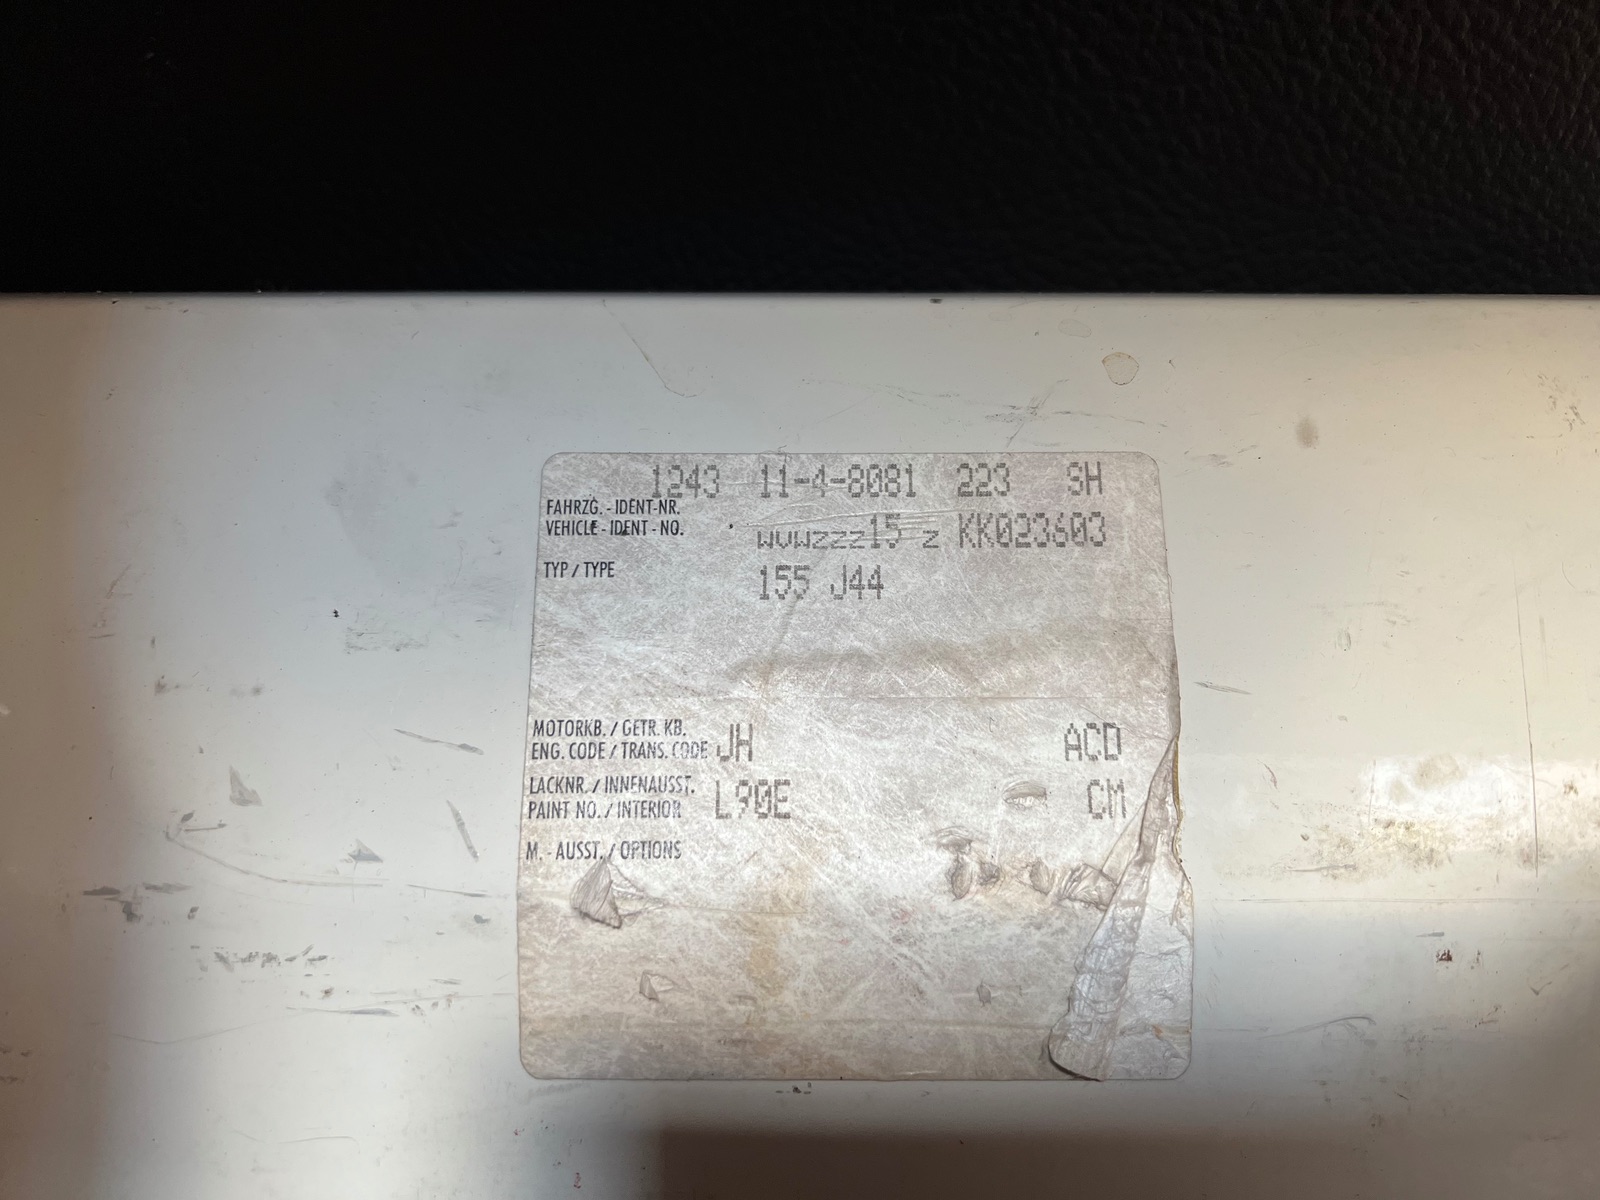 1243 11-4-8081 223 SH
FAHRZG. - IDENT-NR.
VEHICLE - IDENT - NO. WVWZZZ15 Z KK023603
TYP / TYPE 155 J44
MOTORKB. / GETR. KB.
ENG. CODE / TRANS. CODE JH ACD
LACKNR. / INNENAUSST.
PAINT NO. / INTERIOR L90E CM
M. - AUSST. / OPTIONS